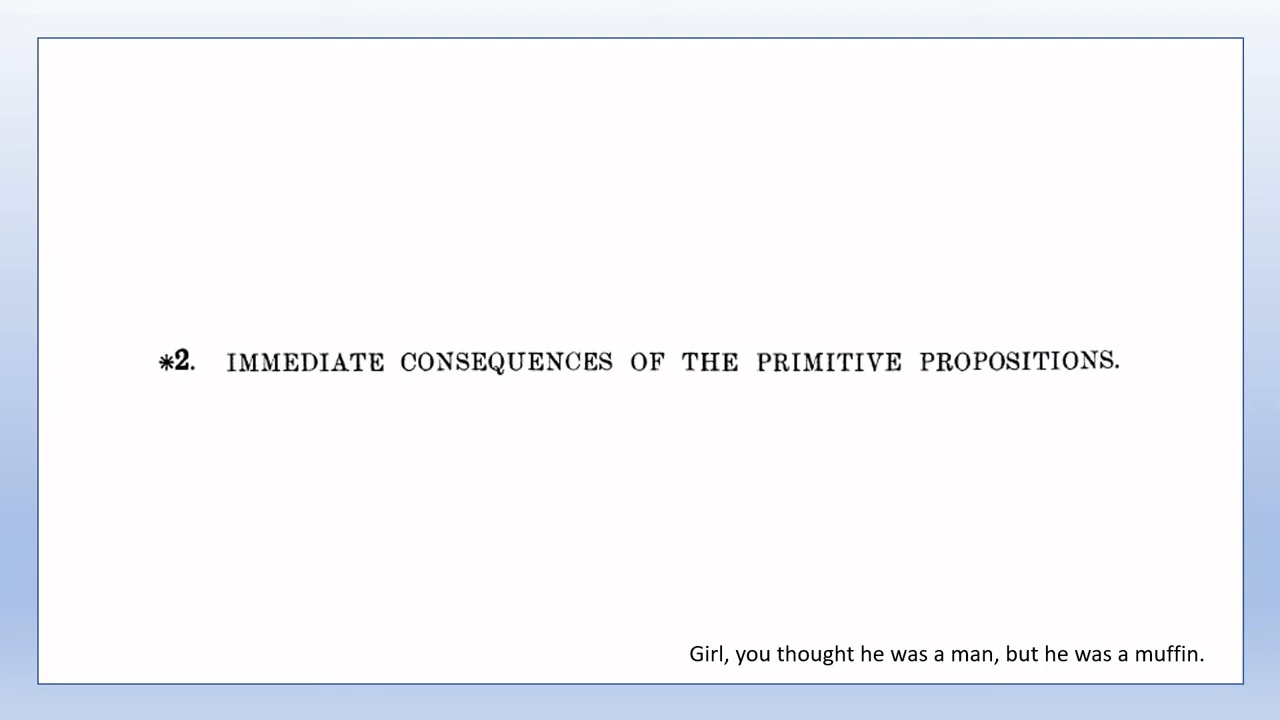 *2. IMMEDIATE CONSEQUENCES OF THE PRIMITIVE PROPOSITIONS.
Girl, you thought he was a man, but he was a muffin.